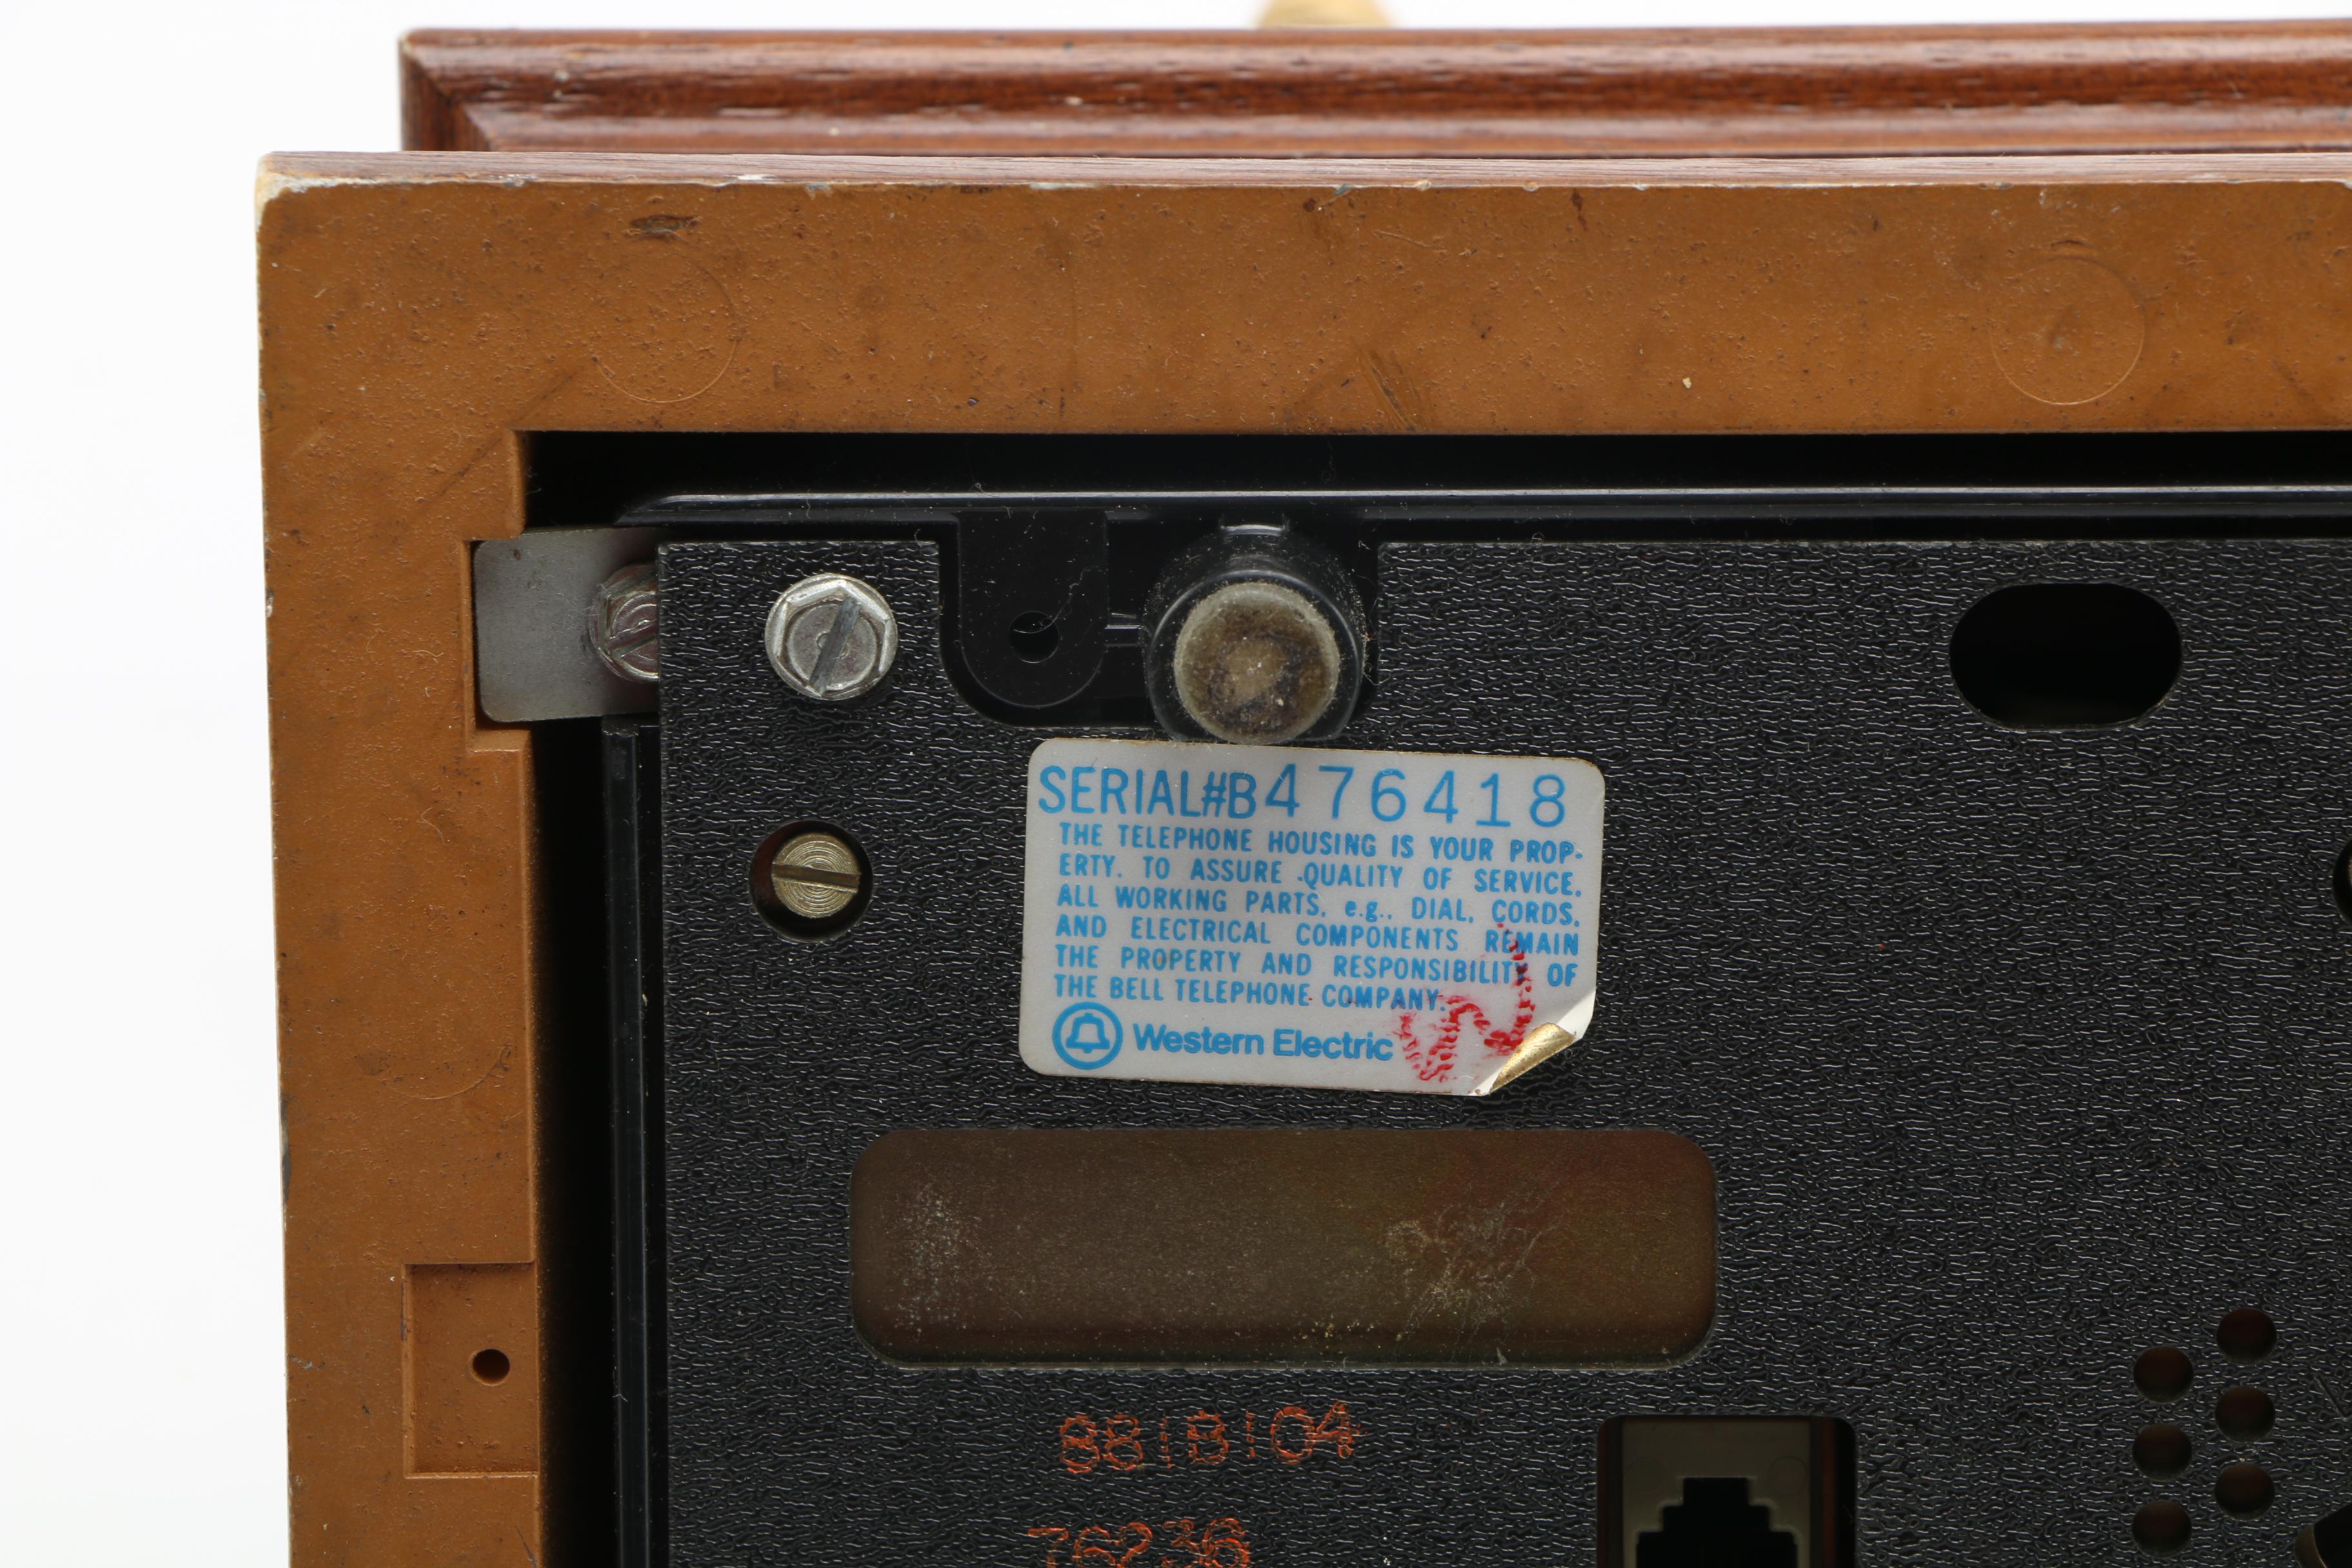 SERIAL#B476418
THE TELEPHONE HOUSING IS YOUR PROP-
ERTY. TO ASSURE QUALITY OF SERVICE,
ALL WORKING PARTS, e.g., DIAL, CORDS,
AND ELECTRICAL COMPONENTS REMAIN
THE PROPERTY AND RESPONSIBILITY OF
THE BELL TELEPHONE COMPANY.
Western Electric
881B104
76236